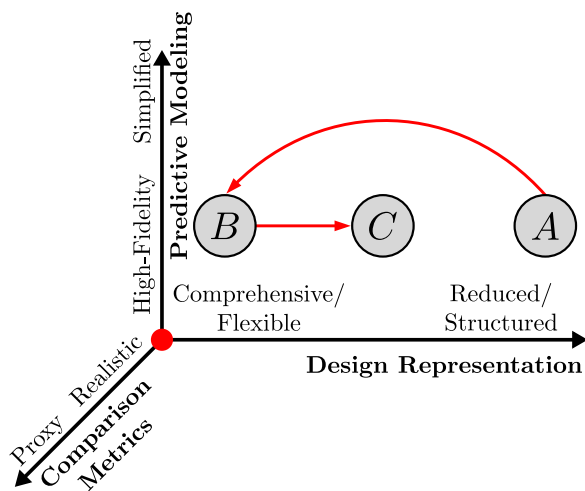 Simplified
High-Fidelity
Predictive Modeling
B
C
A
Comprehensive/
Flexible
Reduced/
Structured
Design Representation
Realistic
Proxy
Comparison
Metrics